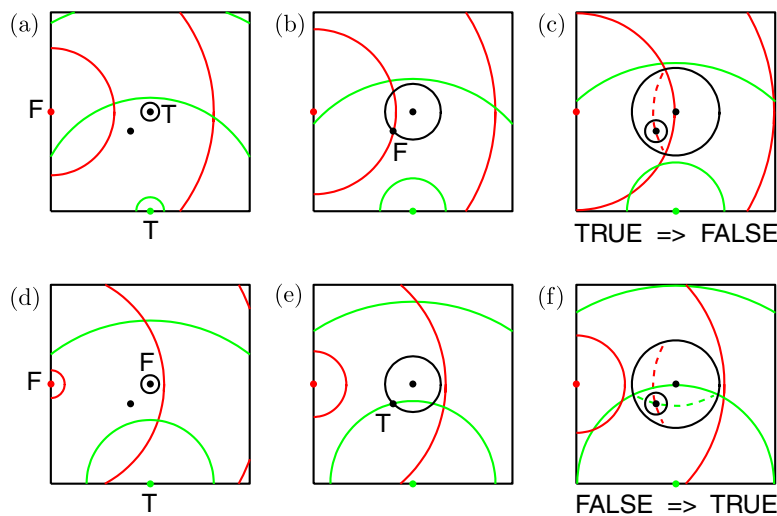 (a)
(b)
(c)
F
T
F
T
TRUE => FALSE
(d)
(e)
(f)
F
F
T
T
FALSE => TRUE